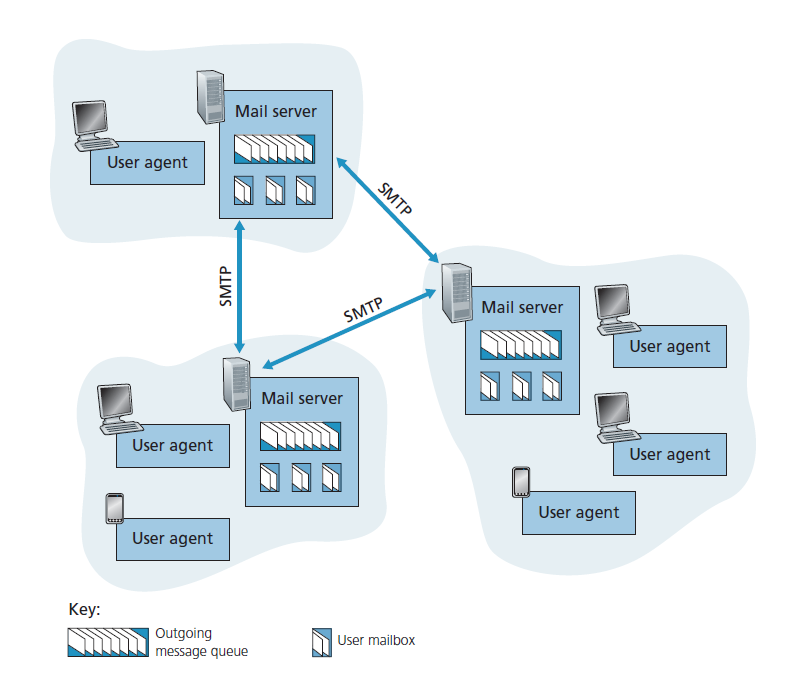 Mail server
User agent
SMTP
SMTP
SMTP
Mail server
User agent
User agent
User agent
Mail server
User agent
User agent
Key:
Outgoing
message queue
User mailbox